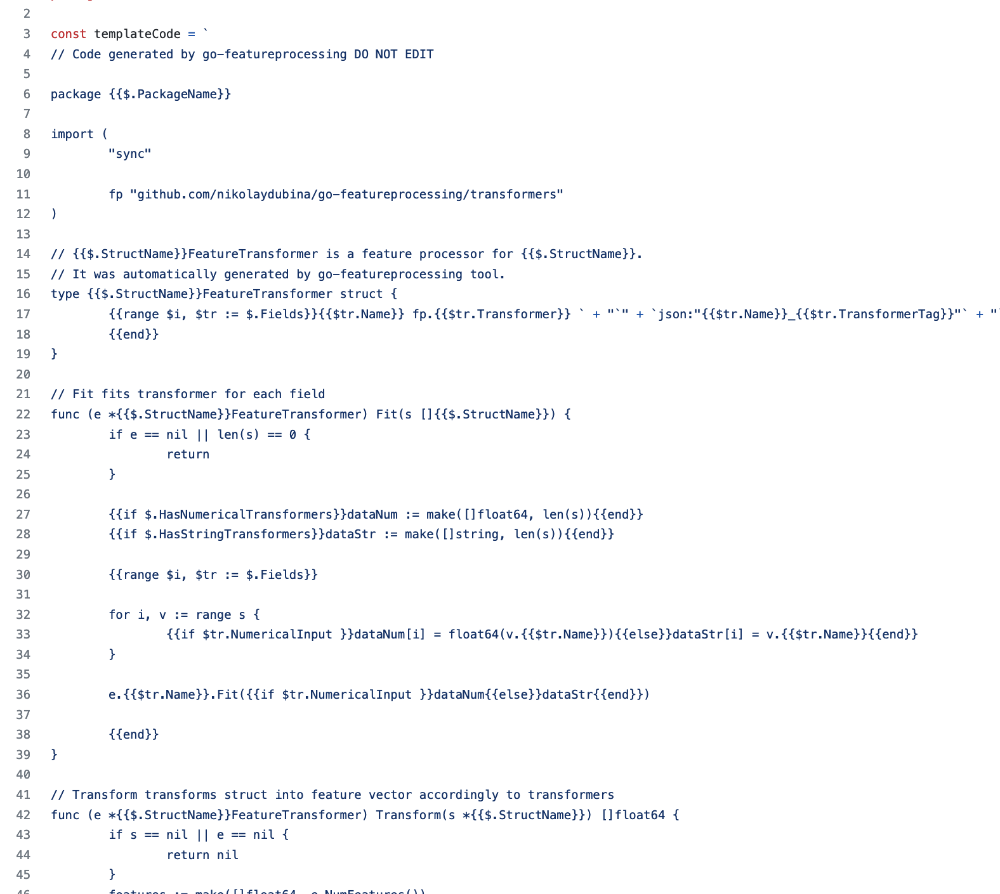 2
3 const templateCode = `
4 // Code generated by go-featureprocessing DO NOT EDIT
5
6 package {{$.PackageName}}
7
8 import (
9 "sync"
10
11 fp "github.com/nikolaydubina/go-featureprocessing/transformers"
12 )
13
14 // {{$.StructName}}FeatureTransformer is a feature processor for {{$.StructName}}.
15 // It was automatically generated by go-featureprocessing tool.
16 type {{$.StructName}}FeatureTransformer struct {
17 {{range $i, $tr := $.Fields}}{{$tr.Name}} fp.{{$tr.Transformer}} ` + "`" + `json:"{{$tr.Name}}_{{$tr.TransformerTag}}"` + "`
18 {{end}}
19 }
20
21 // Fit fits transformer for each field
22 func (e *{{$.StructName}}FeatureTransformer) Fit(s []{{$.StructName}}) {
23 if e == nil || len(s) == 0 {
24 return
25 }
26
27 {{if $.HasNumericalTransformers}}dataNum := make([]float64, len(s)){{end}}
28 {{if $.HasStringTransformers}}dataStr := make([]string, len(s)){{end}}
29
30 {{range $i, $tr := $.Fields}}
31
32 for i, v := range s {
33 {{if $tr.NumericalInput }}dataNum[i] = float64(v.{{$tr.Name}}){{else}}dataStr[i] = v.{{$tr.Name}}{{end}}
34 }
35
36 e.{{$tr.Name}}.Fit({{if $tr.NumericalInput }}dataNum{{else}}dataStr{{end}})
37
38 {{end}}
39 }
40
41 // Transform transforms struct into feature vector accordingly to transformers
42 func (e *{{$.StructName}}FeatureTransformer) Transform(s *{{$.StructName}}) []float64 {
43 if s == nil || e == nil {
44 return nil
45 }
46 features := make([]float64, e.NumFeatures())